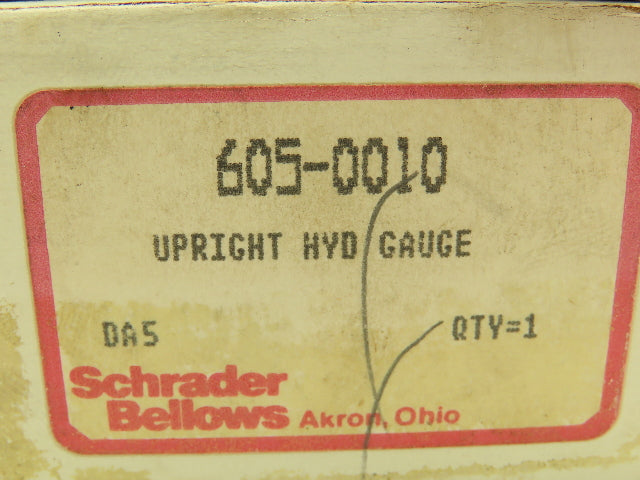 605-0010
UPRIGHT HYD GAUGE
DA5 QTY=1
Schrader
Bellows Akron, Ohio